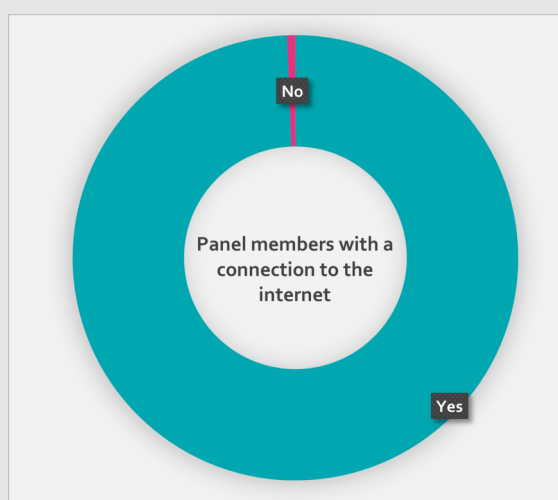 No
Panel members with a
connection to the
internet
Yes